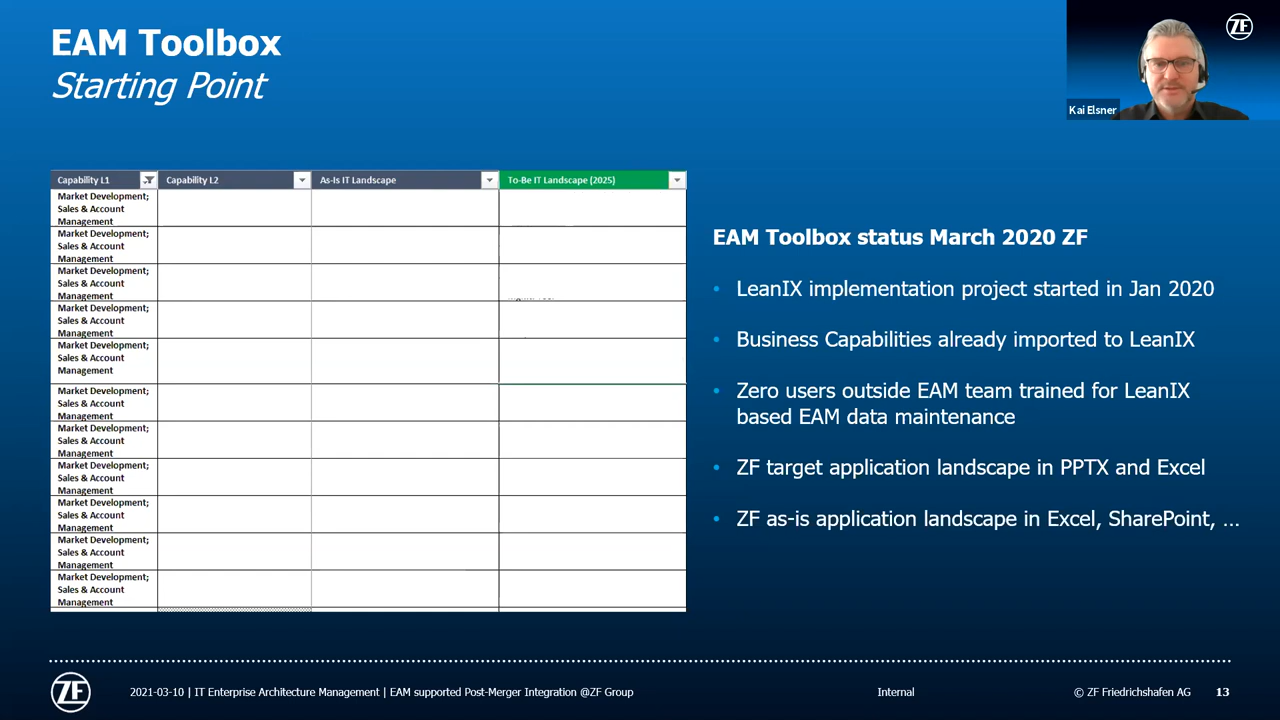 EAM Toolbox
Starting Point
ZF
Kai Elsner
Capability L1 Capability L2 As-Is IT Landscape To-Be IT Landscape (2025)
Market Development;
Sales & Account
Management
Market Development;
Sales & Account
Management
Market Development;
Sales & Account
Management
Market Development;
Sales & Account
Management
Market Development;
Sales & Account
Management
Market Development;
Sales & Account
Management
Market Development;
Sales & Account
Management
Market Development;
Sales & Account
Management
Market Development;
Sales & Account
Management
Market Development;
Sales & Account
Management
Market Development;
Sales & Account
Management
EAM Toolbox status March 2020 ZF
• LeanIX implementation project started in Jan 2020
• Business Capabilities already imported to LeanIX
• Zero users outside EAM team trained for LeanIX
based EAM data maintenance
• ZF target application landscape in PPTX and Excel
• ZF as-is application landscape in Excel, SharePoint, ...
ZF
2021-03-10 | IT Enterprise Architecture Management | EAM supported Post-Merger Integration @ZF Group Internal © ZF Friedrichshafen AG 13